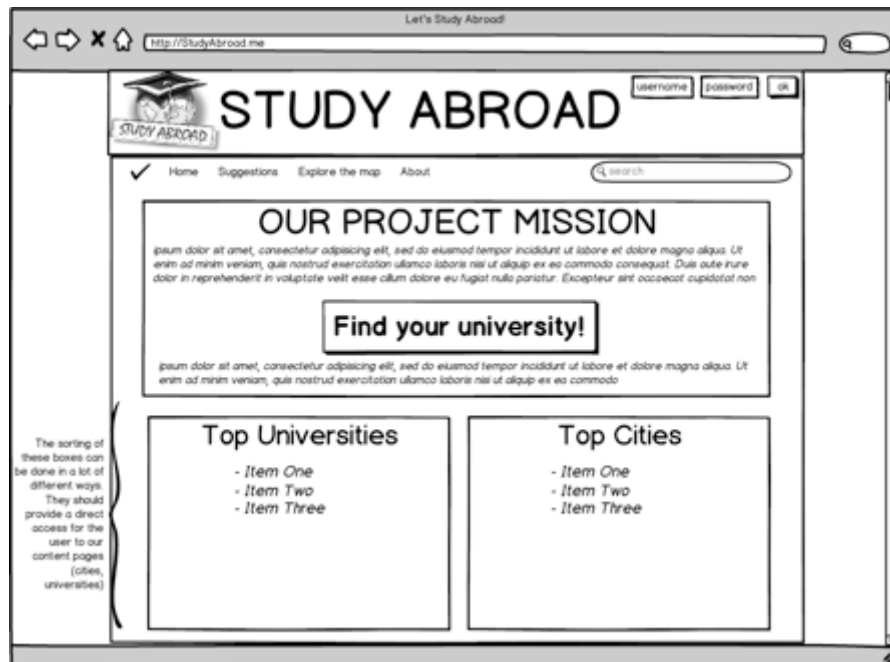 Let's Study Abroad!
http://StudyAbroad.me
STUDY ABROAD
STUDY ABROAD
username password ok
Home Suggestions Explore the map About
search
OUR PROJECT MISSION
ipsum dolor sit amet, consectetur adipisicing elit, sed do eiusmod tempor incididunt ut labore et dolore magna aliqua. Ut
enim ad minim veniam, quis nostrud exercitation ullamco laboris nisi ut aliquip ex ea commodo consequat. Duis aute irure
dolor in reprehenderit in voluptate velit esse cillum dolore eu fugiat nulla pariatur. Excepteur sint occaecat cupidatat non
Find your university!
ipsum dolor sit amet, consectetur adipisicing elit, sed do eiusmod tempor incididunt ut labore et dolore magna aliqua. Ut
enim ad minim veniam, quis nostrud exercitation ullamco laboris nisi ut aliquip ex ea commodo
The sorting of
these boxes can
be done in a lot of
different ways.
They should
provide a direct
access for the
user to our
content pages
(cities,
universities)
Top Universities
- Item One
- Item Two
- Item Three
Top Cities
- Item One
- Item Two
- Item Three